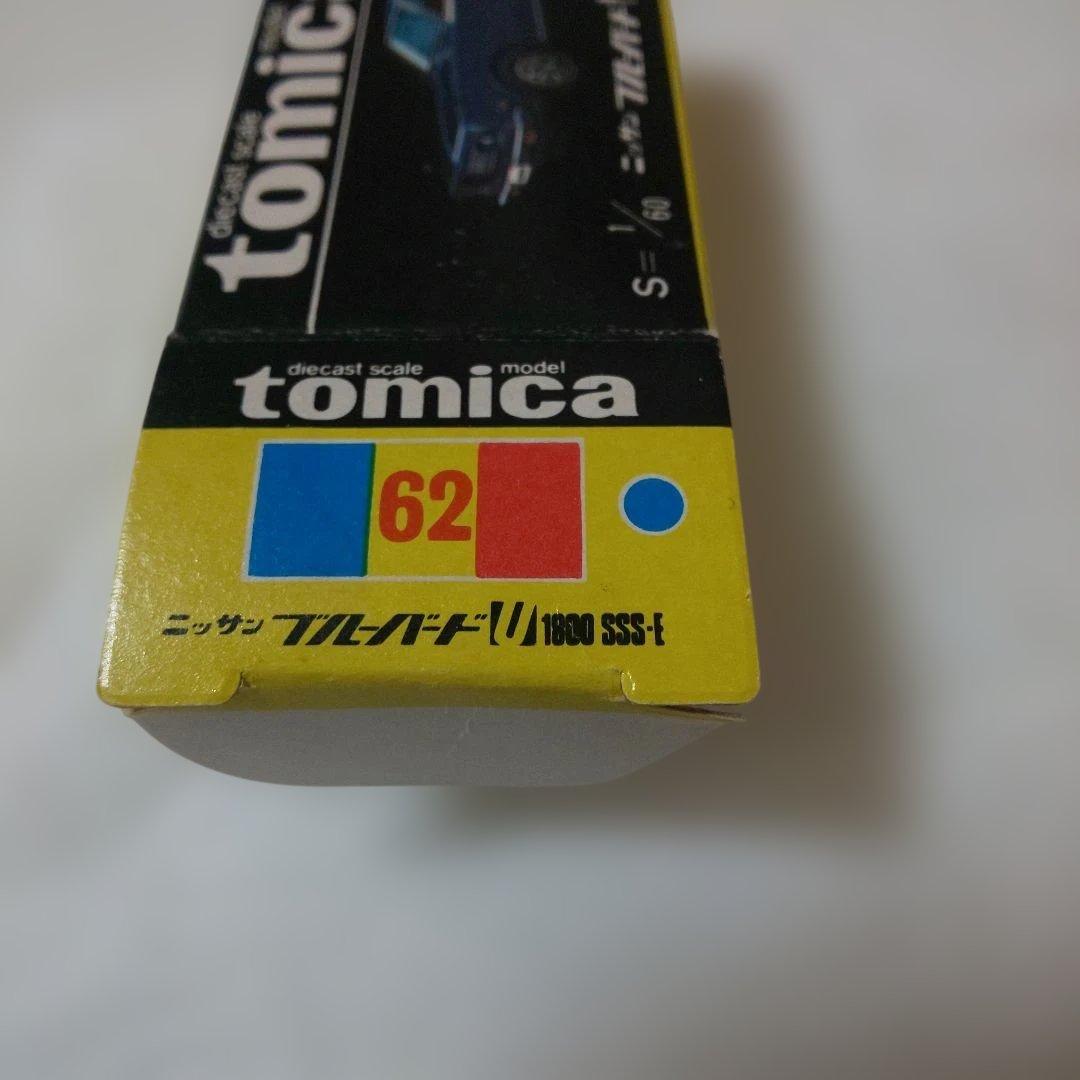 diecast scale
tomica
ニッサン ブルーバード
S = 1/60
diecast scale model
tomica
62
ニッサン ブルーバードU 1800 SSS・E